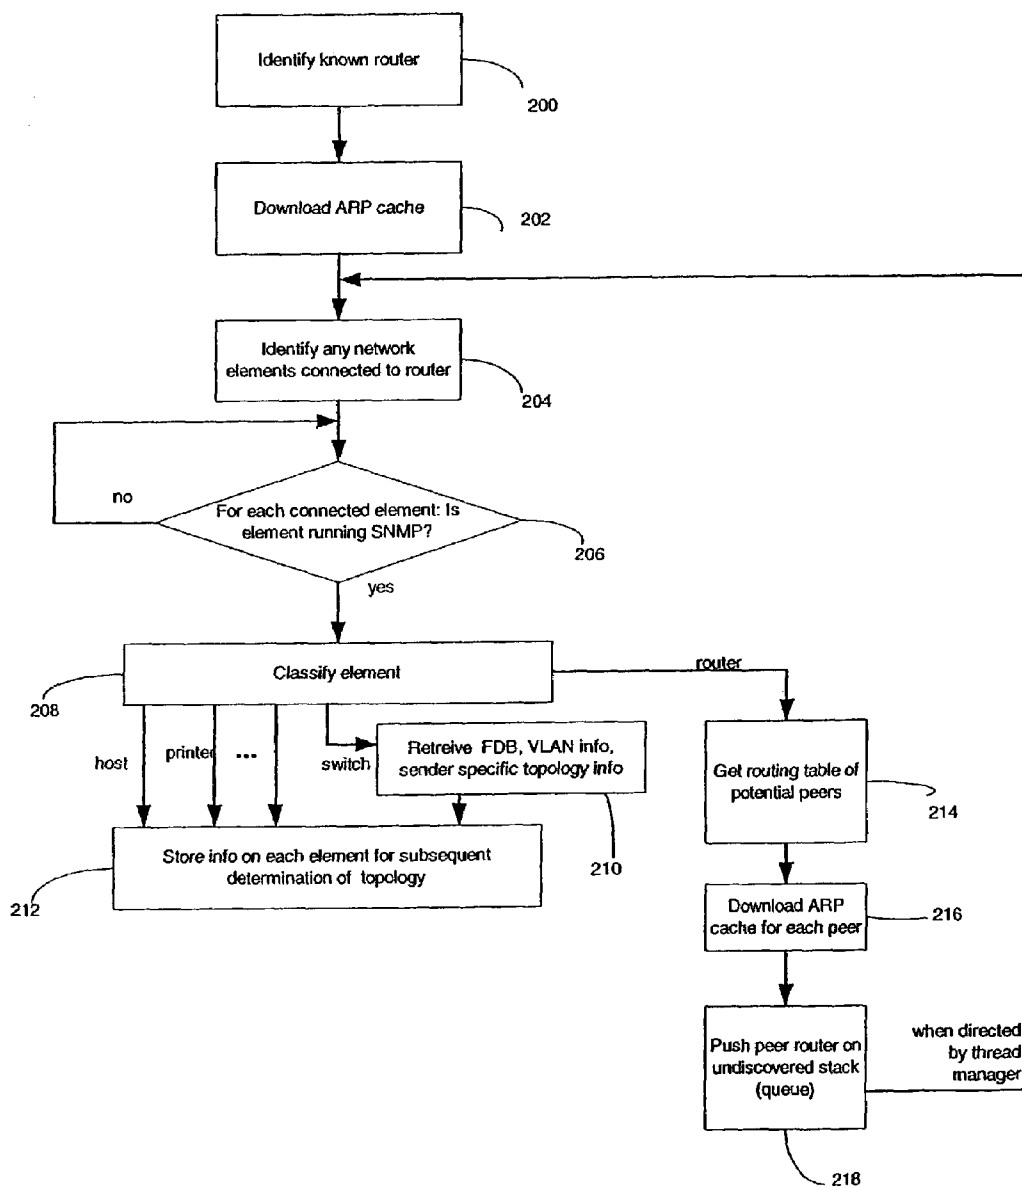 Identify known router
200
Download ARP cache
202
Identify any network
elements connected to router
204
no
For each connected element: Is
element running SNMP?
206
yes
Classify element
208
router
host
printer
...
switch
Retreive FDB, VLAN info,
sender specific topology info
210
Get routing table of
potential peers
214
Store info on each element for subsequent
determination of topology
212
Download ARP
cache for each peer
216
Push peer router on
undiscovered stack
(queue)
218
when directed
by thread
manager